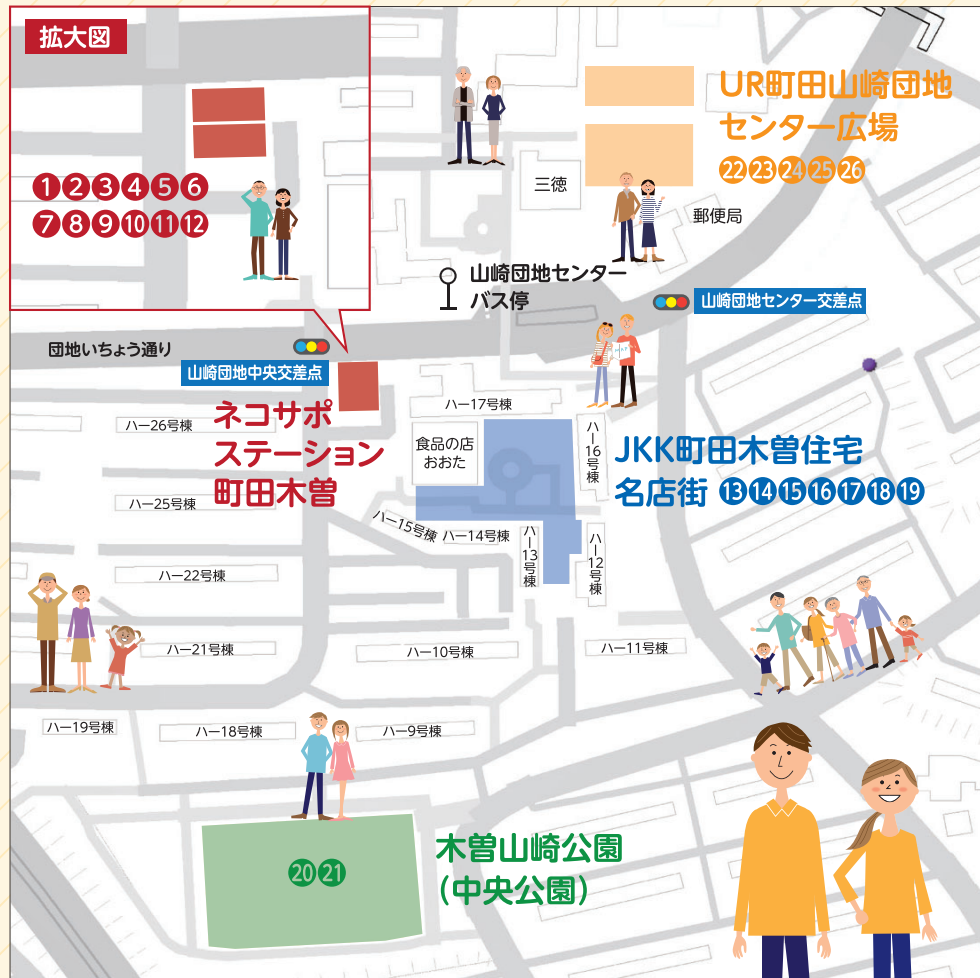 拡大図
❶❷❸❹❺❻
❼❽❾❿⓫⓬
UR町田山崎団地
センター広場
㉒㉓㉔㉕㉖
三徳
郵便局
山崎団地センター
バス停
山崎団地センター交差点
団地いちょう通り
山崎団地中央交差点
ネコサポ
ステーション
町田木曽
ハー17号棟
ハー26号棟
食品の店
おおた
ハー16号棟
JKK町田木曽住宅
名店街 ⓭⓮⓯⓰⓱⓲⓳
ハー25号棟
ハー15号棟
ハー14号棟
ハー13号棟
ハー12号棟
ハー22号棟
ハー21号棟
ハー10号棟
ハー11号棟
ハー19号棟
ハー18号棟
ハー9号棟
木曽山崎公園
(中央公園)
⓴㉑